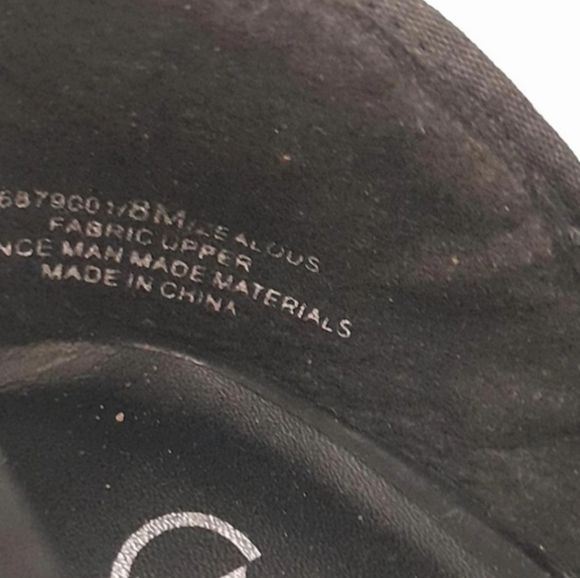 6879001/8M/ZEALOUS
FABRIC UPPER
NCE MAN MADE MATERIALS
MADE IN CHINA